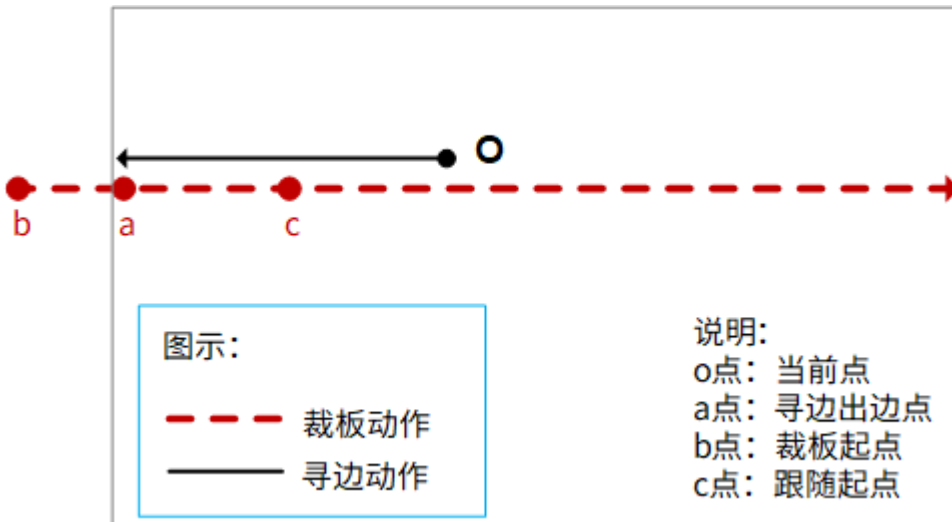 O
b
a
c
图示：
裁板动作
寻边动作
说明：
o点：当前点
a点：寻边出边点
b点：裁板起点
c点：跟随起点